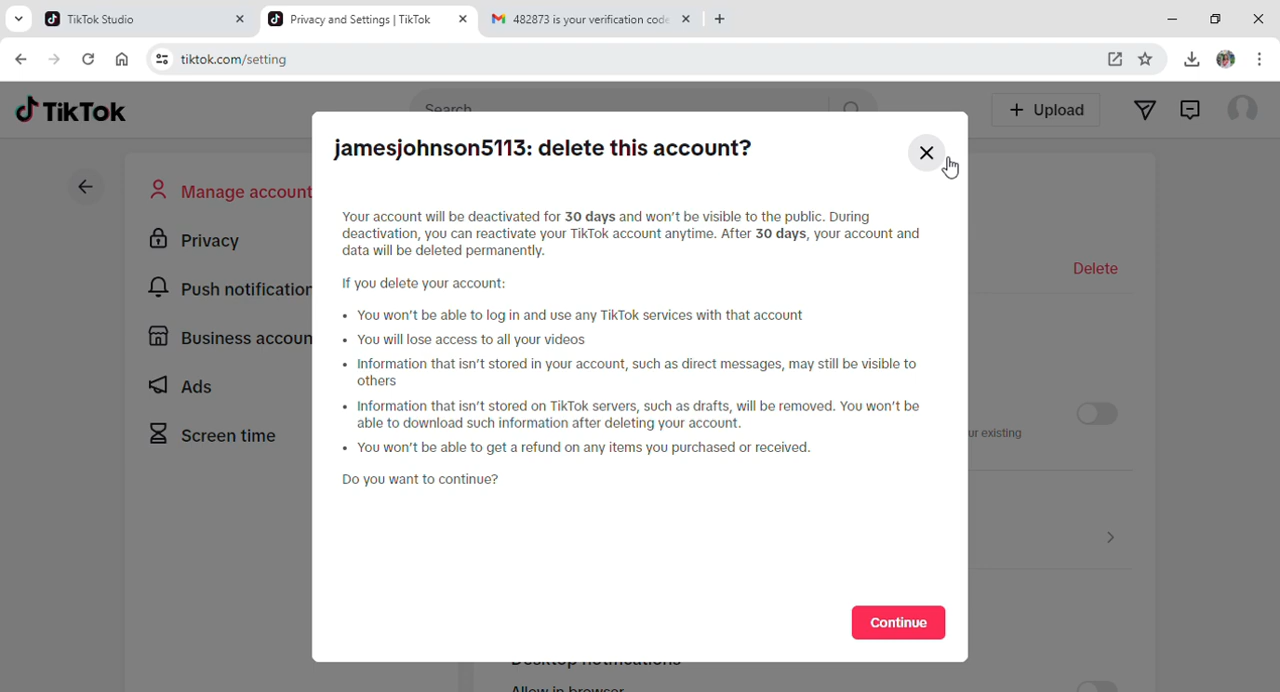 TikTok Studio
Privacy and Settings | TikTok
482873 is your verification code
tiktok.com/setting
TikTok
Search
Upload
jamesjohnson5113: delete this account?
Manage account
Your account will be deactivated for 30 days and won't be visible to the public. During
deactivation, you can reactivate your TikTok account anytime. After 30 days, your account and
data will be deleted permanently.
Privacy
Delete
If you delete your account:
Push notification
• You won't be able to log in and use any TikTok services with that account
Business accoun
• You will lose access to all your videos
• Information that isn't stored in your account, such as direct messages, may still be visible to
others
Ads
• Information that isn't stored on TikTok servers, such as drafts, will be removed. You won't be
able to download such information after deleting your account.
Screen time
ur existing
• You won't be able to get a refund on any items you purchased or received.
Do you want to continue?
Continue
Desktop notifications
Allow in browser